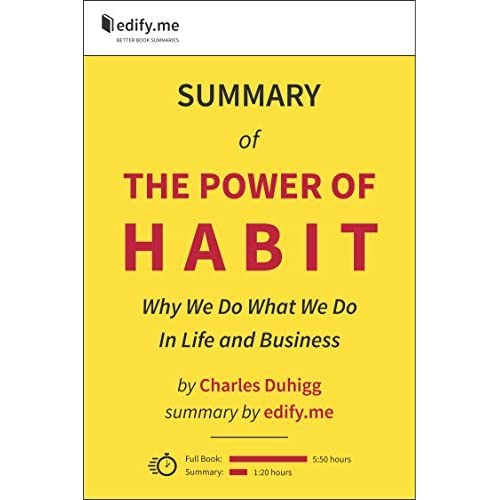 edify.me
BETTER BOOK SUMMARIES
SUMMARY
of
THE POWER OF
HABIT
Why We Do What We Do
In Life and Business
by Charles Duhigg
summary by edify.me
Full Book: 5:50 hours
Summary: 1:20 hours